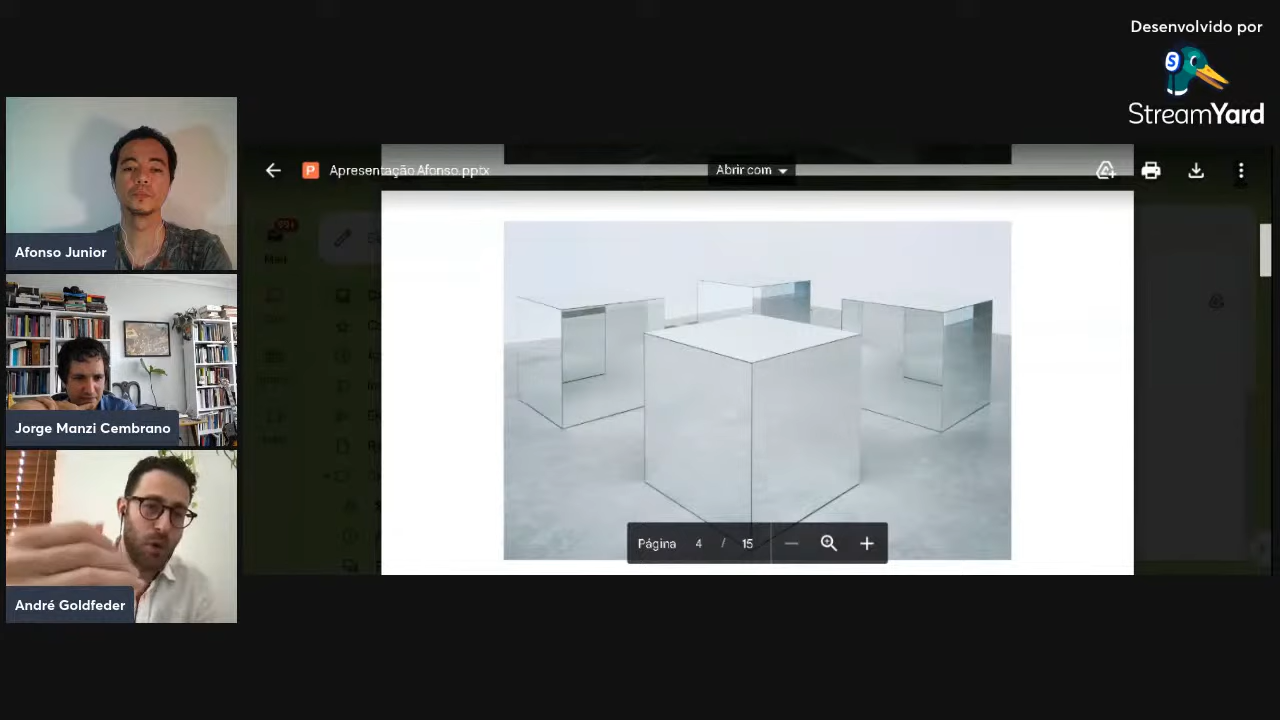 Desenvolvido por
StreamYard
Apresentação Afonso.pptx
Abrir com
Afonso Junior
Jorge Manzi Cembrano
André Goldfeder
Página 4 / 15